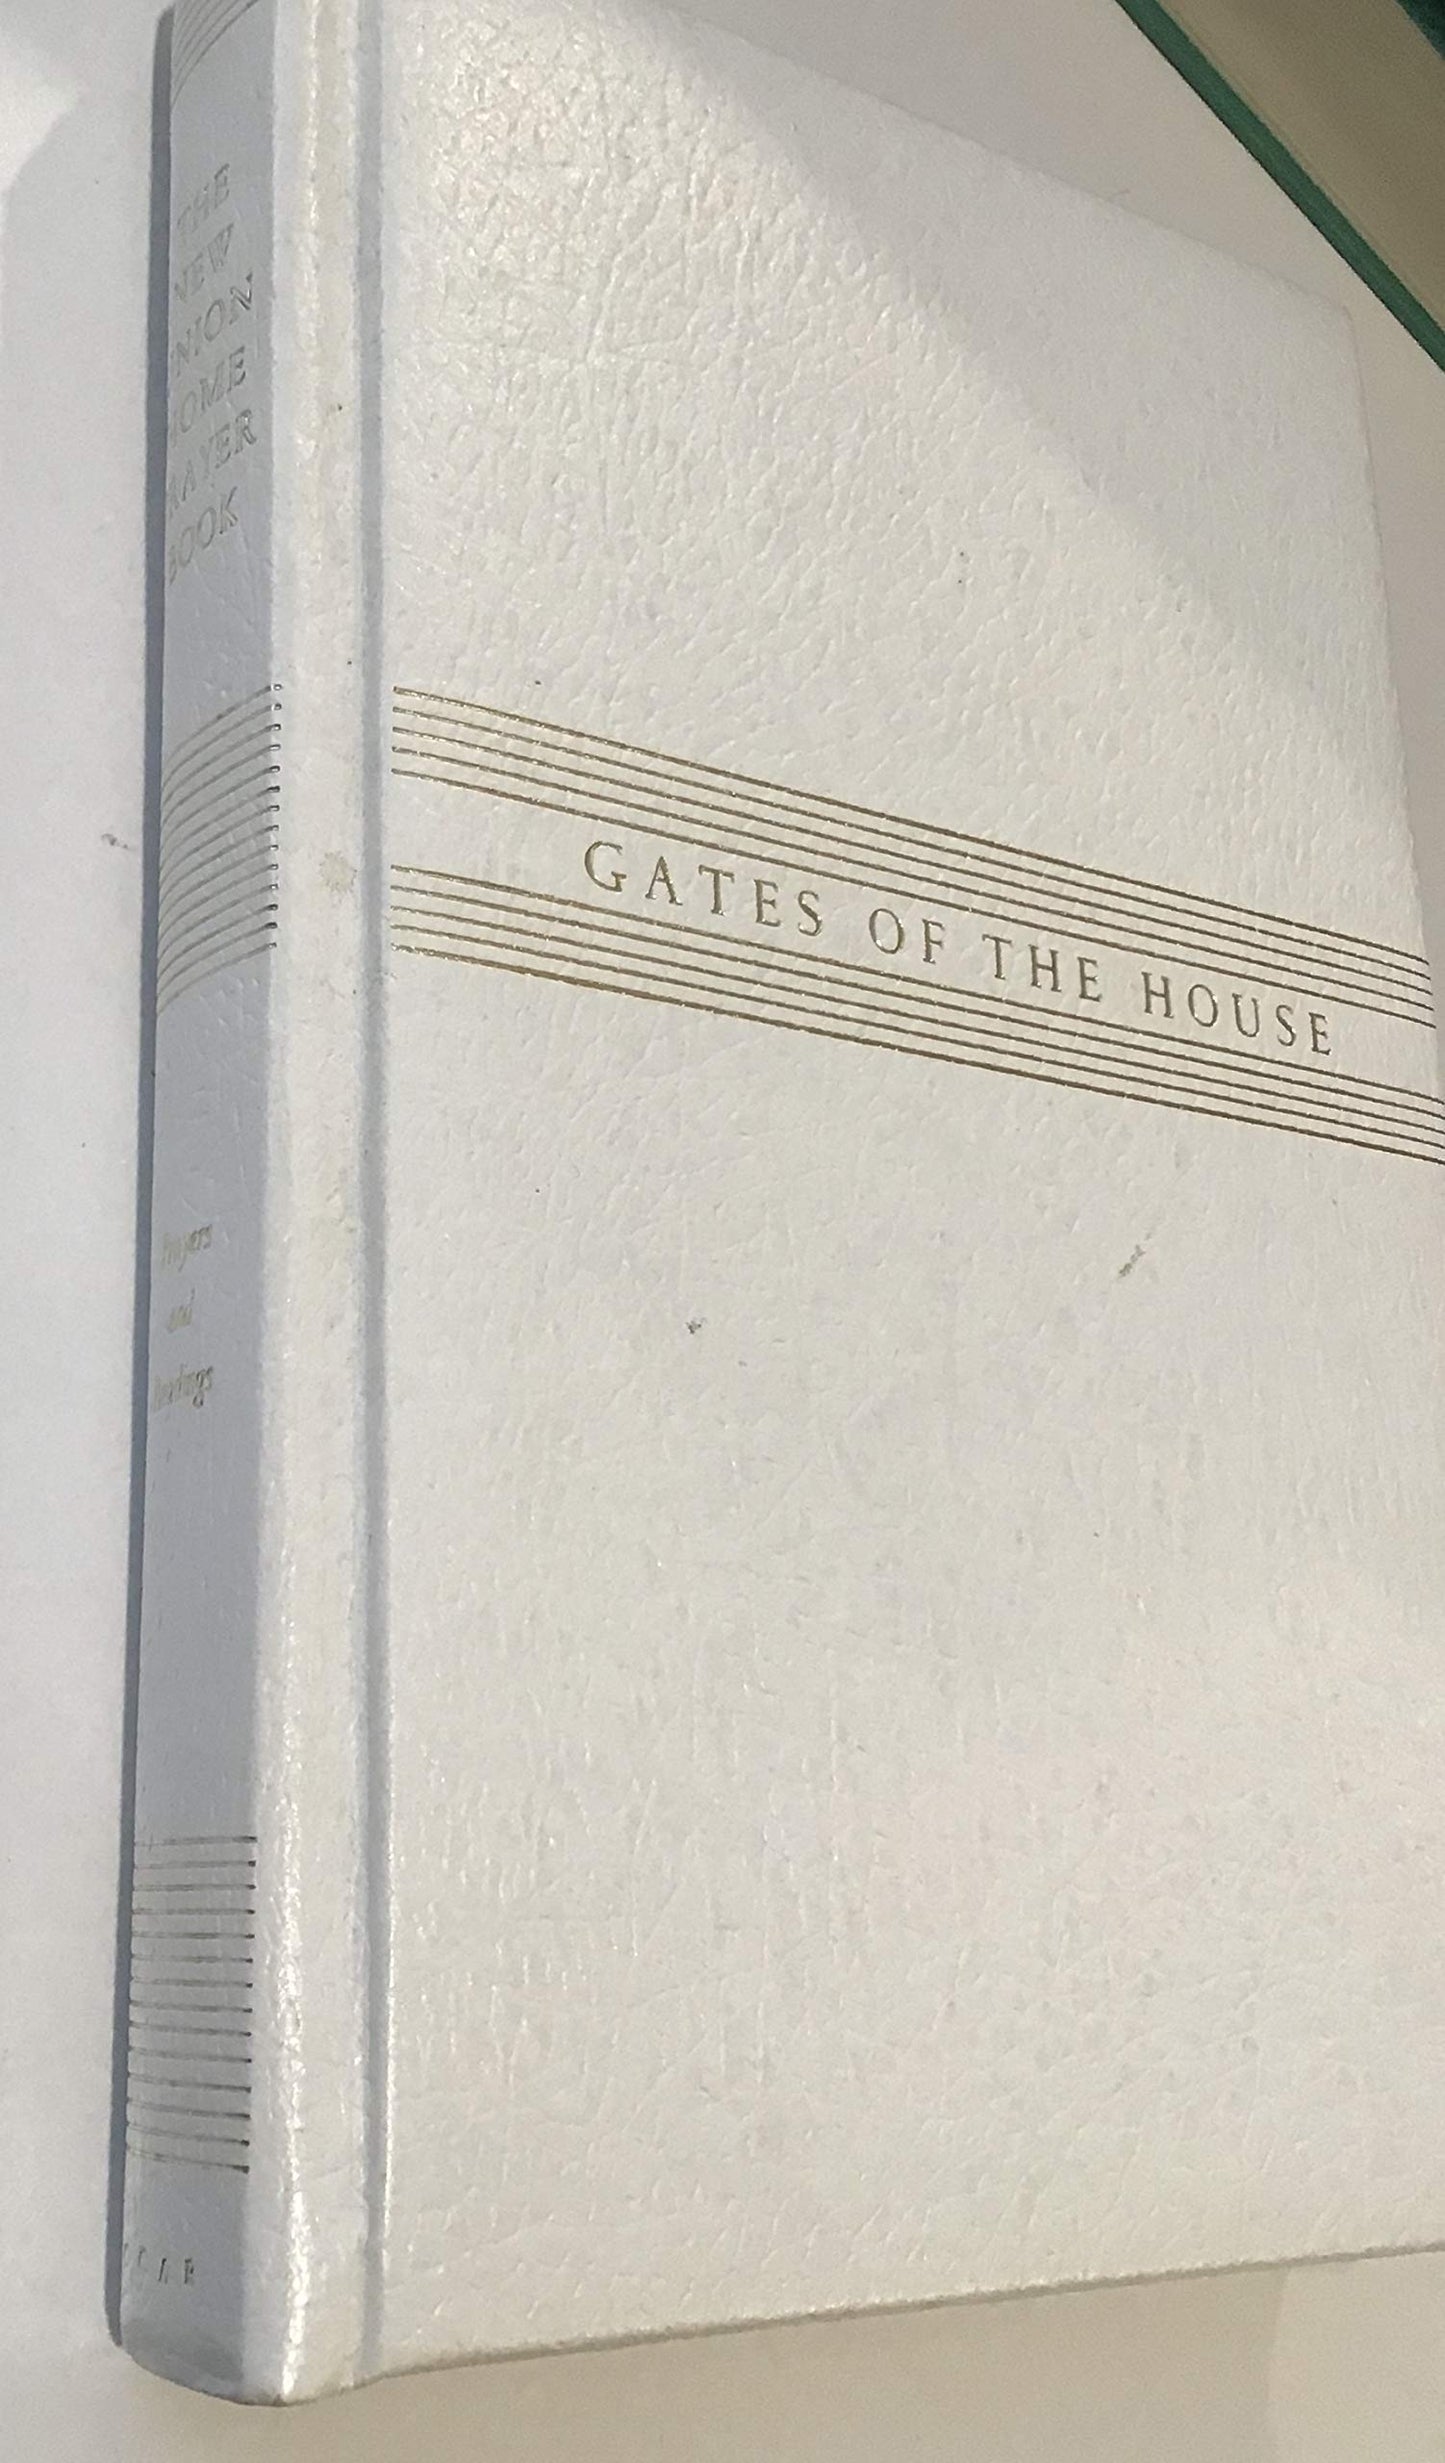 THE
NEW
UNION
HOME
PRAYER
BOOK
GATES OF THE HOUSE
Prayers
and
Readings
CCAR